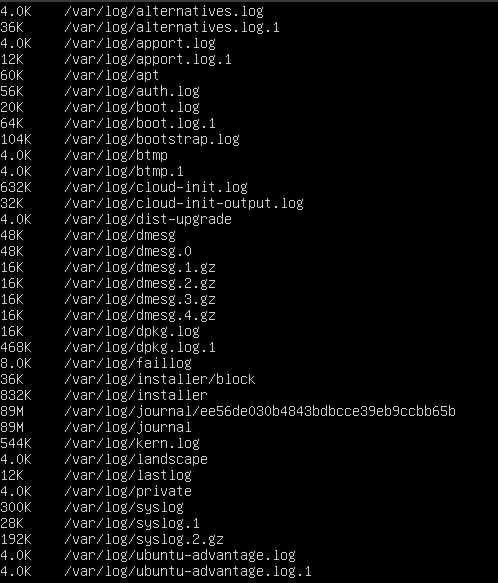 4.0K /var/log/alternatives.log
36K /var/log/alternatives.log.1
4.0K /var/log/apport.log
12K /var/log/apport.log.1
60K /var/log/apt
56K /var/log/auth.log
20K /var/log/boot.log
64K /var/log/boot.log.1
104K /var/log/bootstrap.log
4.0K /var/log/btmp
4.0K /var/log/btmp.1
632K /var/log/cloud-init.log
32K /var/log/cloud-init-output.log
4.0K /var/log/dist-upgrade
48K /var/log/dmesg
48K /var/log/dmesg.0
16K /var/log/dmesg.1.gz
16K /var/log/dmesg.2.gz
16K /var/log/dmesg.3.gz
16K /var/log/dmesg.4.gz
16K /var/log/dpkg.log
468K /var/log/dpkg.log.1
8.0K /var/log/faillog
36K /var/log/installer/block
832K /var/log/installer
89M /var/log/journal/ee56de030b4843bdbcce39eb9ccbb65b
89M /var/log/journal
544K /var/log/kern.log
4.0K /var/log/landscape
12K /var/log/lastlog
4.0K /var/log/private
300K /var/log/syslog
28K /var/log/syslog.1
192K /var/log/syslog.2.gz
4.0K /var/log/ubuntu-advantage.log
4.0K /var/log/ubuntu-advantage.log.1